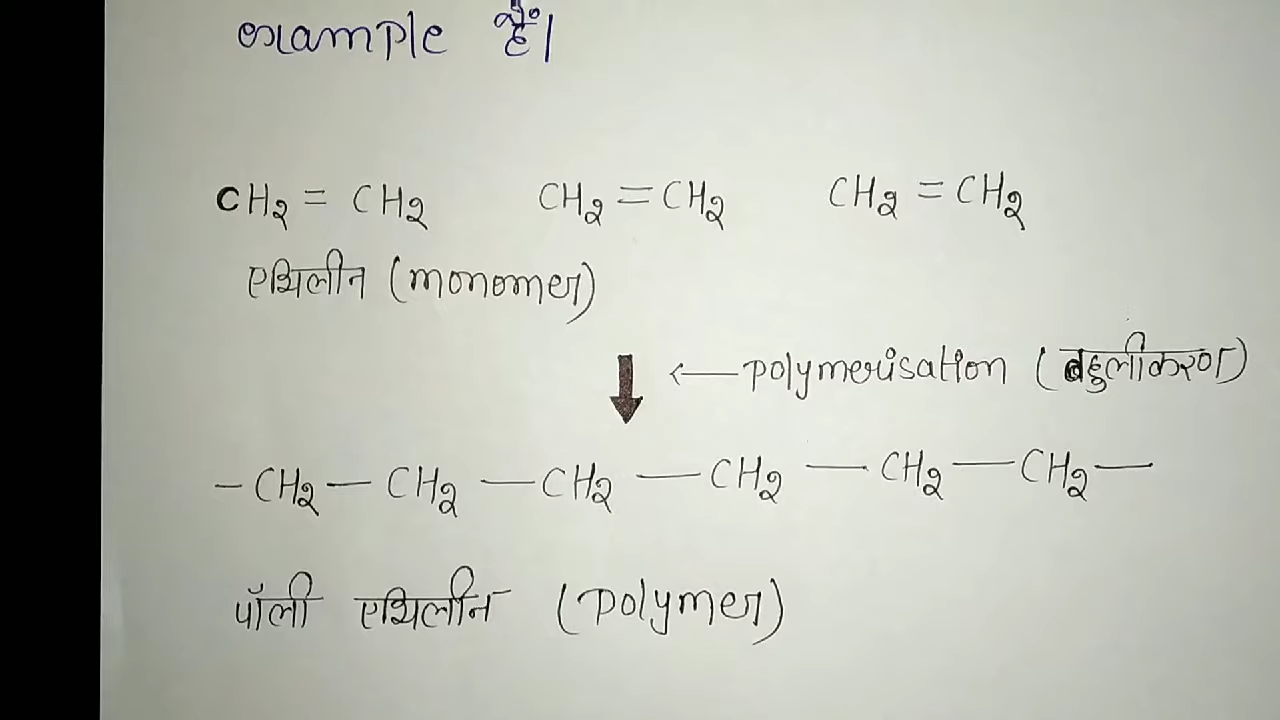 example हैं।
CH₂ = CH₂ CH₂ = CH₂ CH₂ = CH₂
एथिलीन (monomer)
← polymerisation (बहुलीकरण)
– CH₂ – CH₂ – CH₂ – CH₂ – CH₂ – CH₂ –
पॉली एथिलीन (polymer)